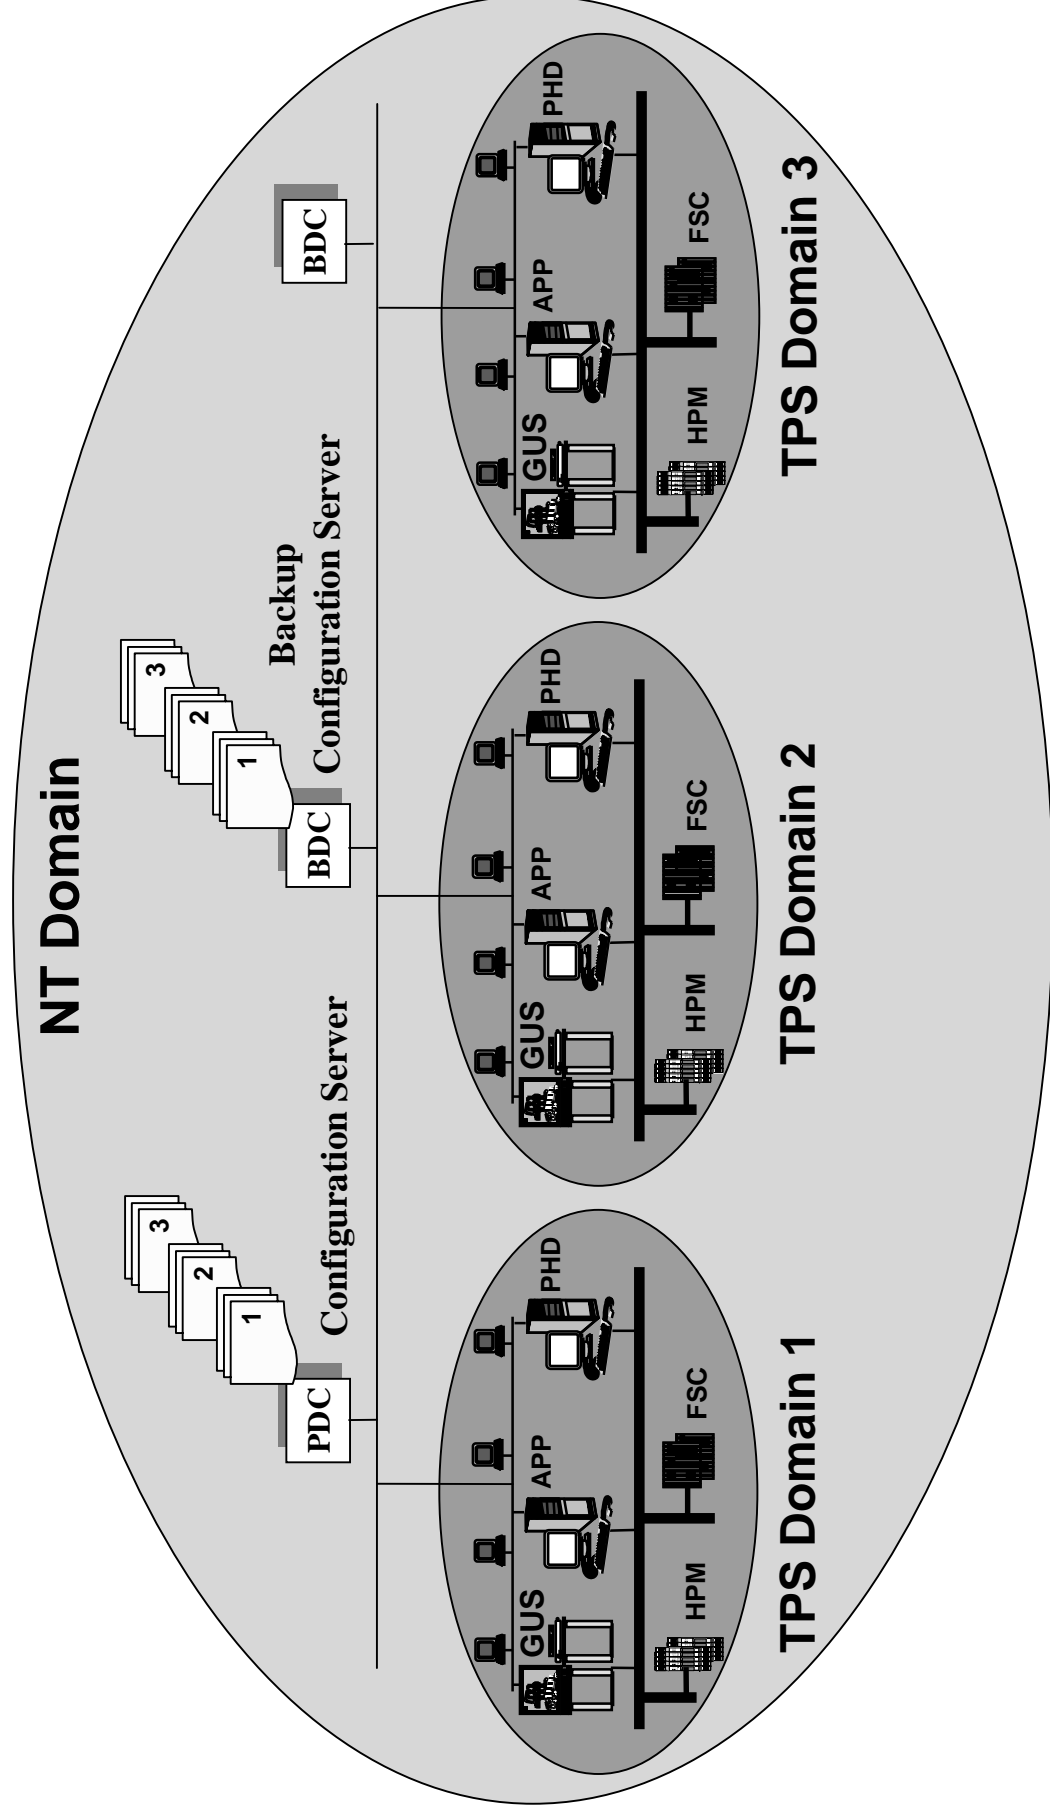 NT Domain
3
2
1
PDC
Configuration Server
3
2
1
BDC
Backup
Configuration Server
BDC
GUS
APP
PHD
HPM
FSC
TPS Domain 1
GUS
APP
PHD
HPM
FSC
TPS Domain 2
GUS
APP
PHD
HPM
FSC
TPS Domain 3